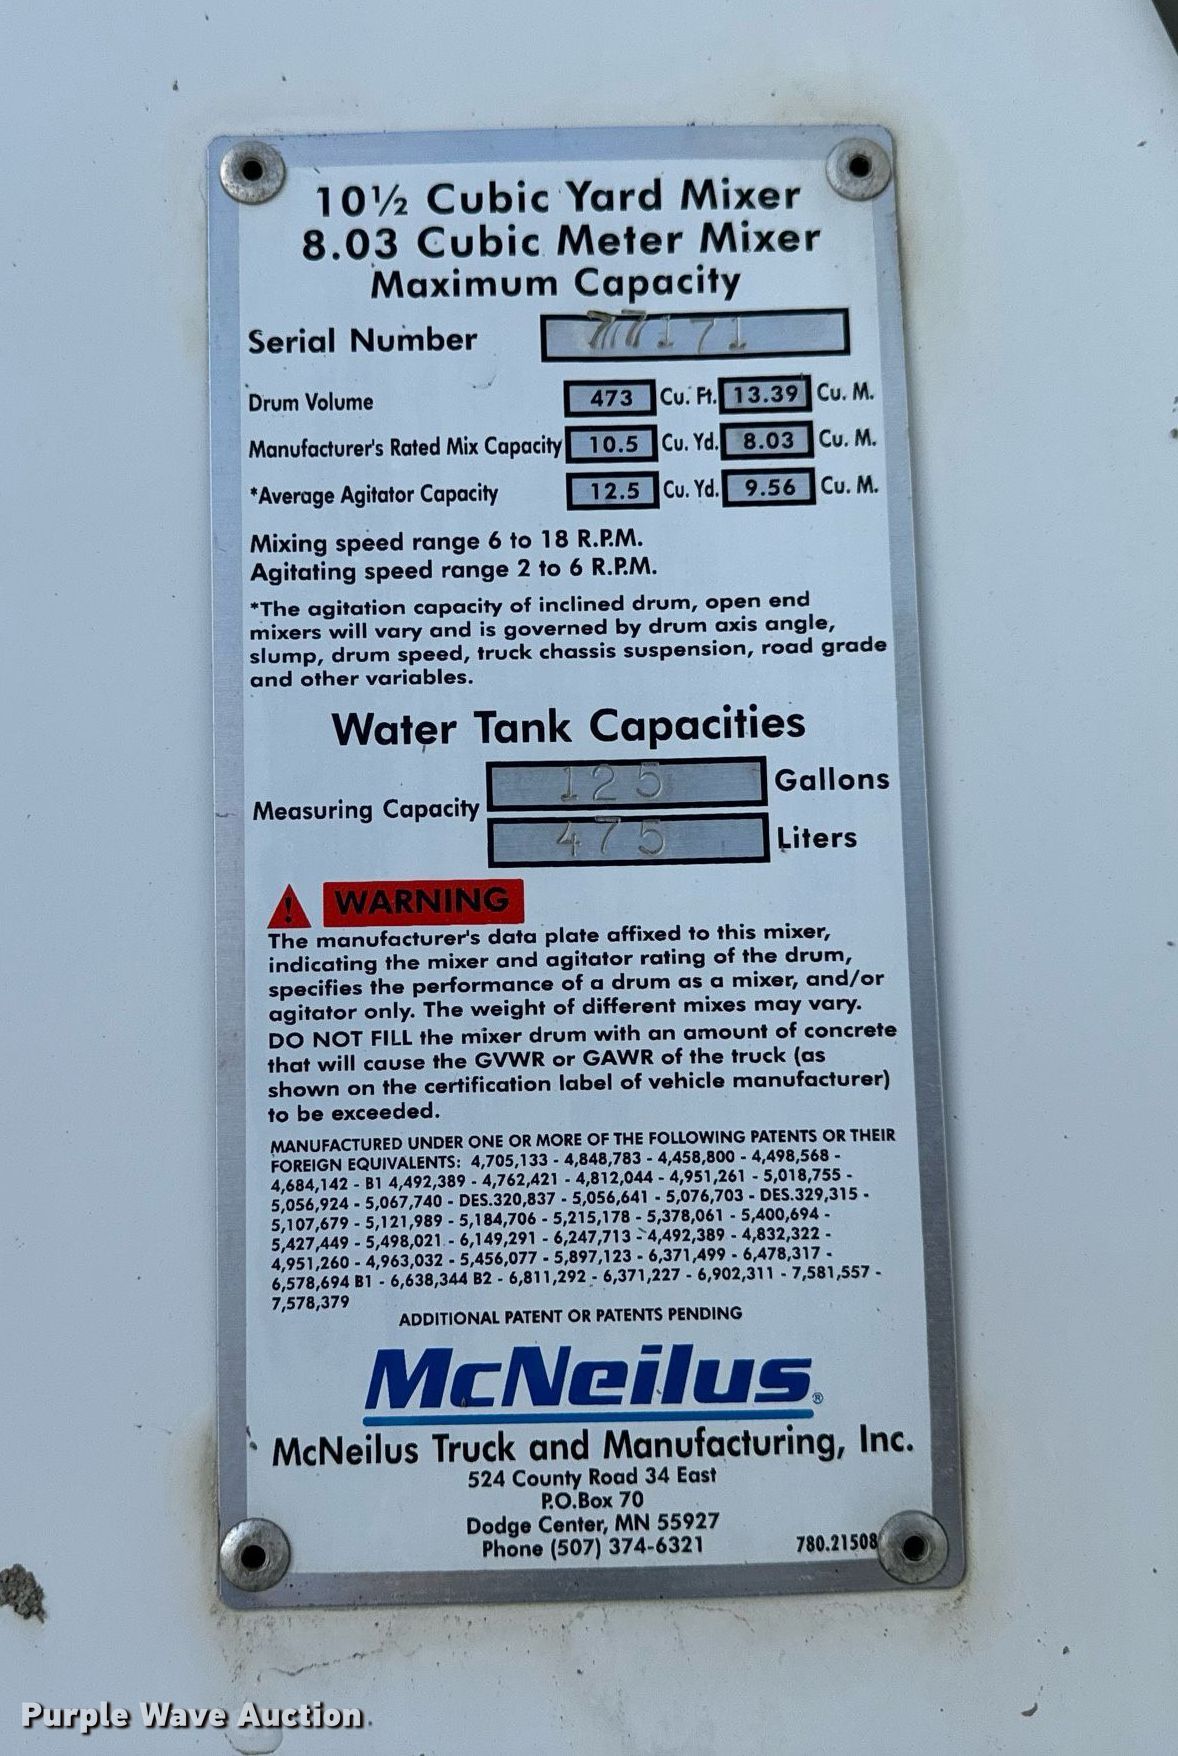 10½ Cubic Yard Mixer
8.03 Cubic Meter Mixer
Maximum Capacity
Serial Number 77171
Drum Volume 473 Cu. Ft. 13.39 Cu. M.
Manufacturer's Rated Mix Capacity 10.5 Cu. Yd. 8.03 Cu. M.
*Average Agitator Capacity 12.5 Cu. Yd. 9.56 Cu. M.
Mixing speed range 6 to 18 R.P.M.
Agitating speed range 2 to 6 R.P.M.
*The agitation capacity of inclined drum, open end
mixers will vary and is governed by drum axis angle,
slump, drum speed, truck chassis suspension, road grade
and other variables.
Water Tank Capacities
Measuring Capacity
125 Gallons
475 Liters
! WARNING
The manufacturer's data plate affixed to this mixer,
indicating the mixer and agitator rating of the drum,
specifies the performance of a drum as a mixer, and/or
agitator only. The weight of different mixes may vary.
DO NOT FILL the mixer drum with an amount of concrete
that will cause the GVWR or GAWR of the truck (as
shown on the certification label of vehicle manufacturer)
to be exceeded.
MANUFACTURED UNDER ONE OR MORE OF THE FOLLOWING PATENTS OR THEIR
FOREIGN EQUIVALENTS: 4,705,133 - 4,848,783 - 4,458,800 - 4,498,568 -
4,684,142 - B1 4,492,389 - 4,762,421 - 4,812,044 - 4,951,261 - 5,018,755 -
5,056,924 - 5,067,740 - DES.320,837 - 5,056,641 - 5,076,703 - DES.329,315 -
5,107,679 - 5,121,989 - 5,184,706 - 5,215,178 - 5,378,061 - 5,400,694 -
5,427,449 - 5,498,021 - 6,149,291 - 6,247,713 - 4,492,389 - 4,832,322 -
4,951,260 - 4,963,032 - 5,456,077 - 5,897,123 - 6,371,499 - 6,478,317 -
6,578,694 B1 - 6,638,344 B2 - 6,811,292 - 6,371,227 - 6,902,311 - 7,581,557 -
7,578,379
ADDITIONAL PATENT OR PATENTS PENDING
McNeilus®
McNeilus Truck and Manufacturing, Inc.
524 County Road 34 East
P.O.Box 70
Dodge Center, MN 55927
Phone (507) 374-6321
780.21508
Purple Wave Auction